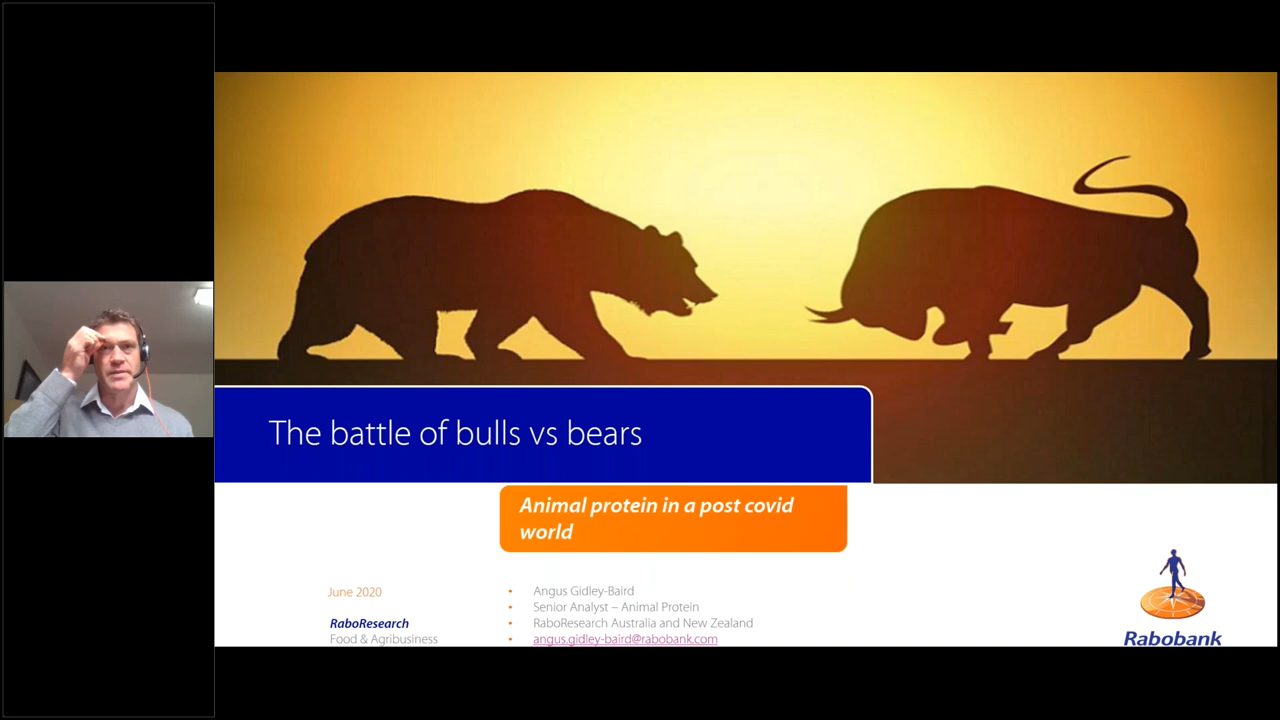 The battle of bulls vs bears
Animal protein in a post covid
world
June 2020
RaboResearch
Food & Agribusiness
• Angus Gidley-Baird
• Senior Analyst – Animal Protein
• RaboResearch Australia and New Zealand
• angus.gidley-baird@rabobank.com
Rabobank